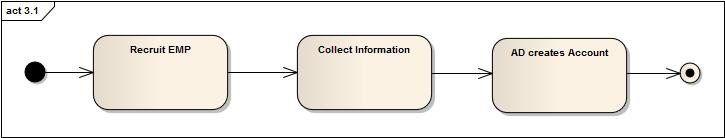 act 3.1
Recruit EMP
Collect Information
AD creates Account